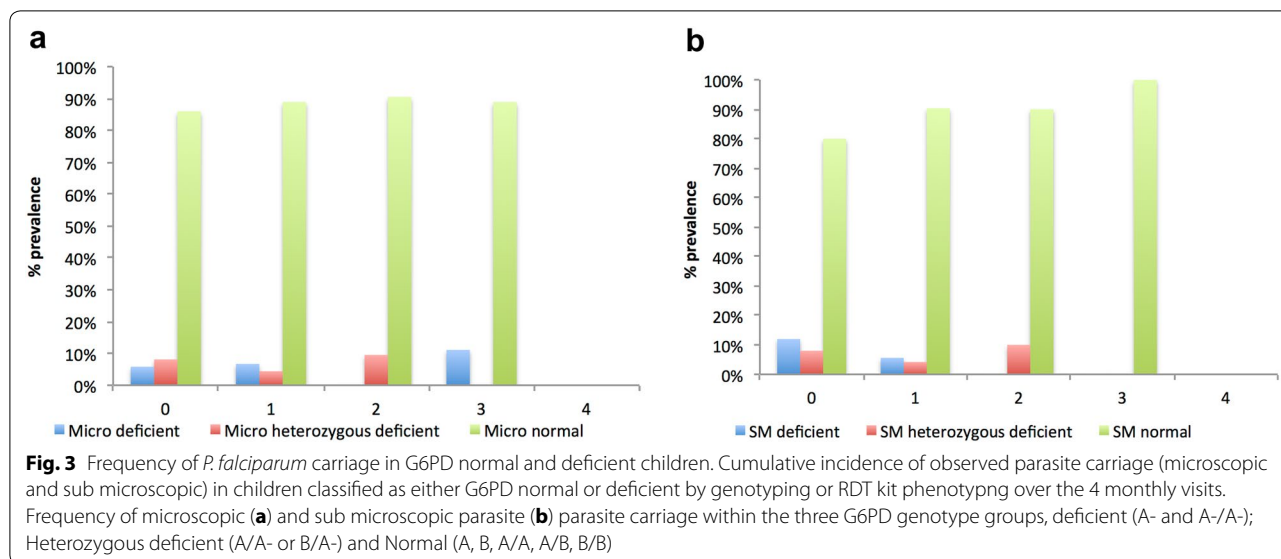 a
100%
90%
80%
70%
60%
50%
40%
30%
20%
10%
0%
% prevalence
0 1 2 3 4
Micro deficient Micro heterozygous deficient Micro normal
b
100%
90%
80%
70%
60%
50%
40%
30%
20%
10%
0%
% prevalence
0 1 2 3 4
SM deficient SM heterozygous deficient SM normal
Fig. 3 Frequency of P. falciparum carriage in G6PD normal and deficient children. Cumulative incidence of observed parasite carriage (microscopic
and sub microscopic) in children classified as either G6PD normal or deficient by genotyping or RDT kit phenotypng over the 4 monthly visits.
Frequency of microscopic (a) and sub microscopic parasite (b) parasite carriage within the three G6PD genotype groups, deficient (A- and A-/A-);
Heterozygous deficient (A/A- or B/A-) and Normal (A, B, A/A, A/B, B/B)